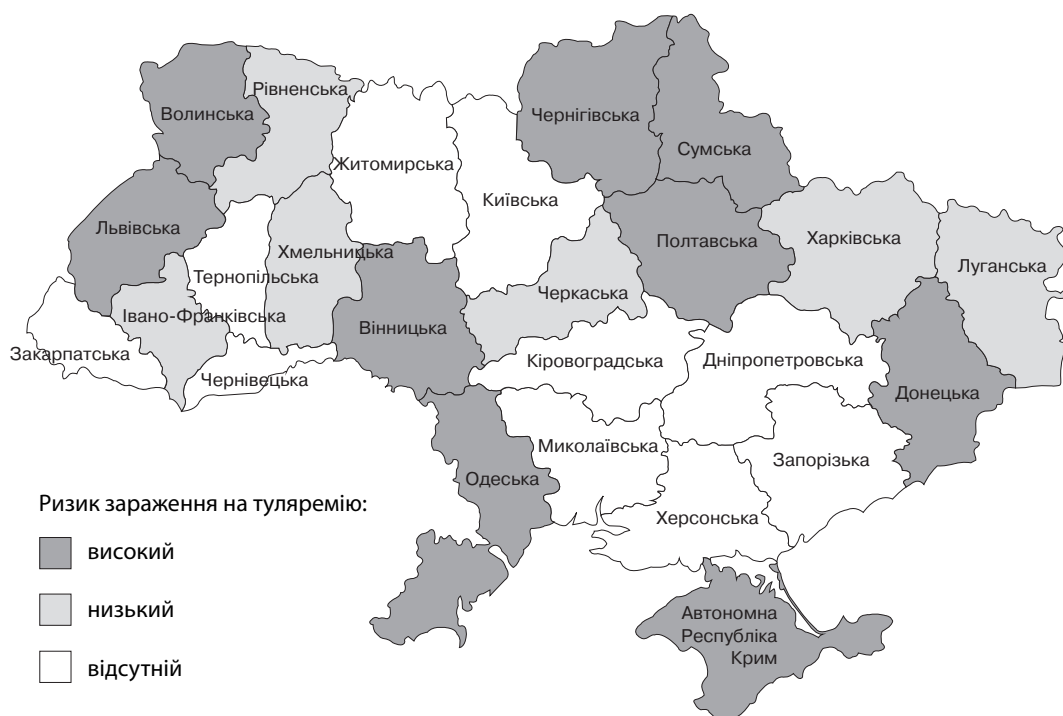 Рівненська
Волинська
Чернігівська
Сумська
Житомирська
Київська
Львівська
Полтавська
Харківська
Хмельницька
Луганська
Тернопільська
Черкаська
Івано-Франківська
Вінницька
Закарпатська
Кіровоградська
Дніпропетровська
Чернівецька
Донецька
Миколаївська
Запорізька
Одеська
Херсонська
Ризик зараження на туляремію:
високий
низький
відсутній
Автономна
Республіка
Крим